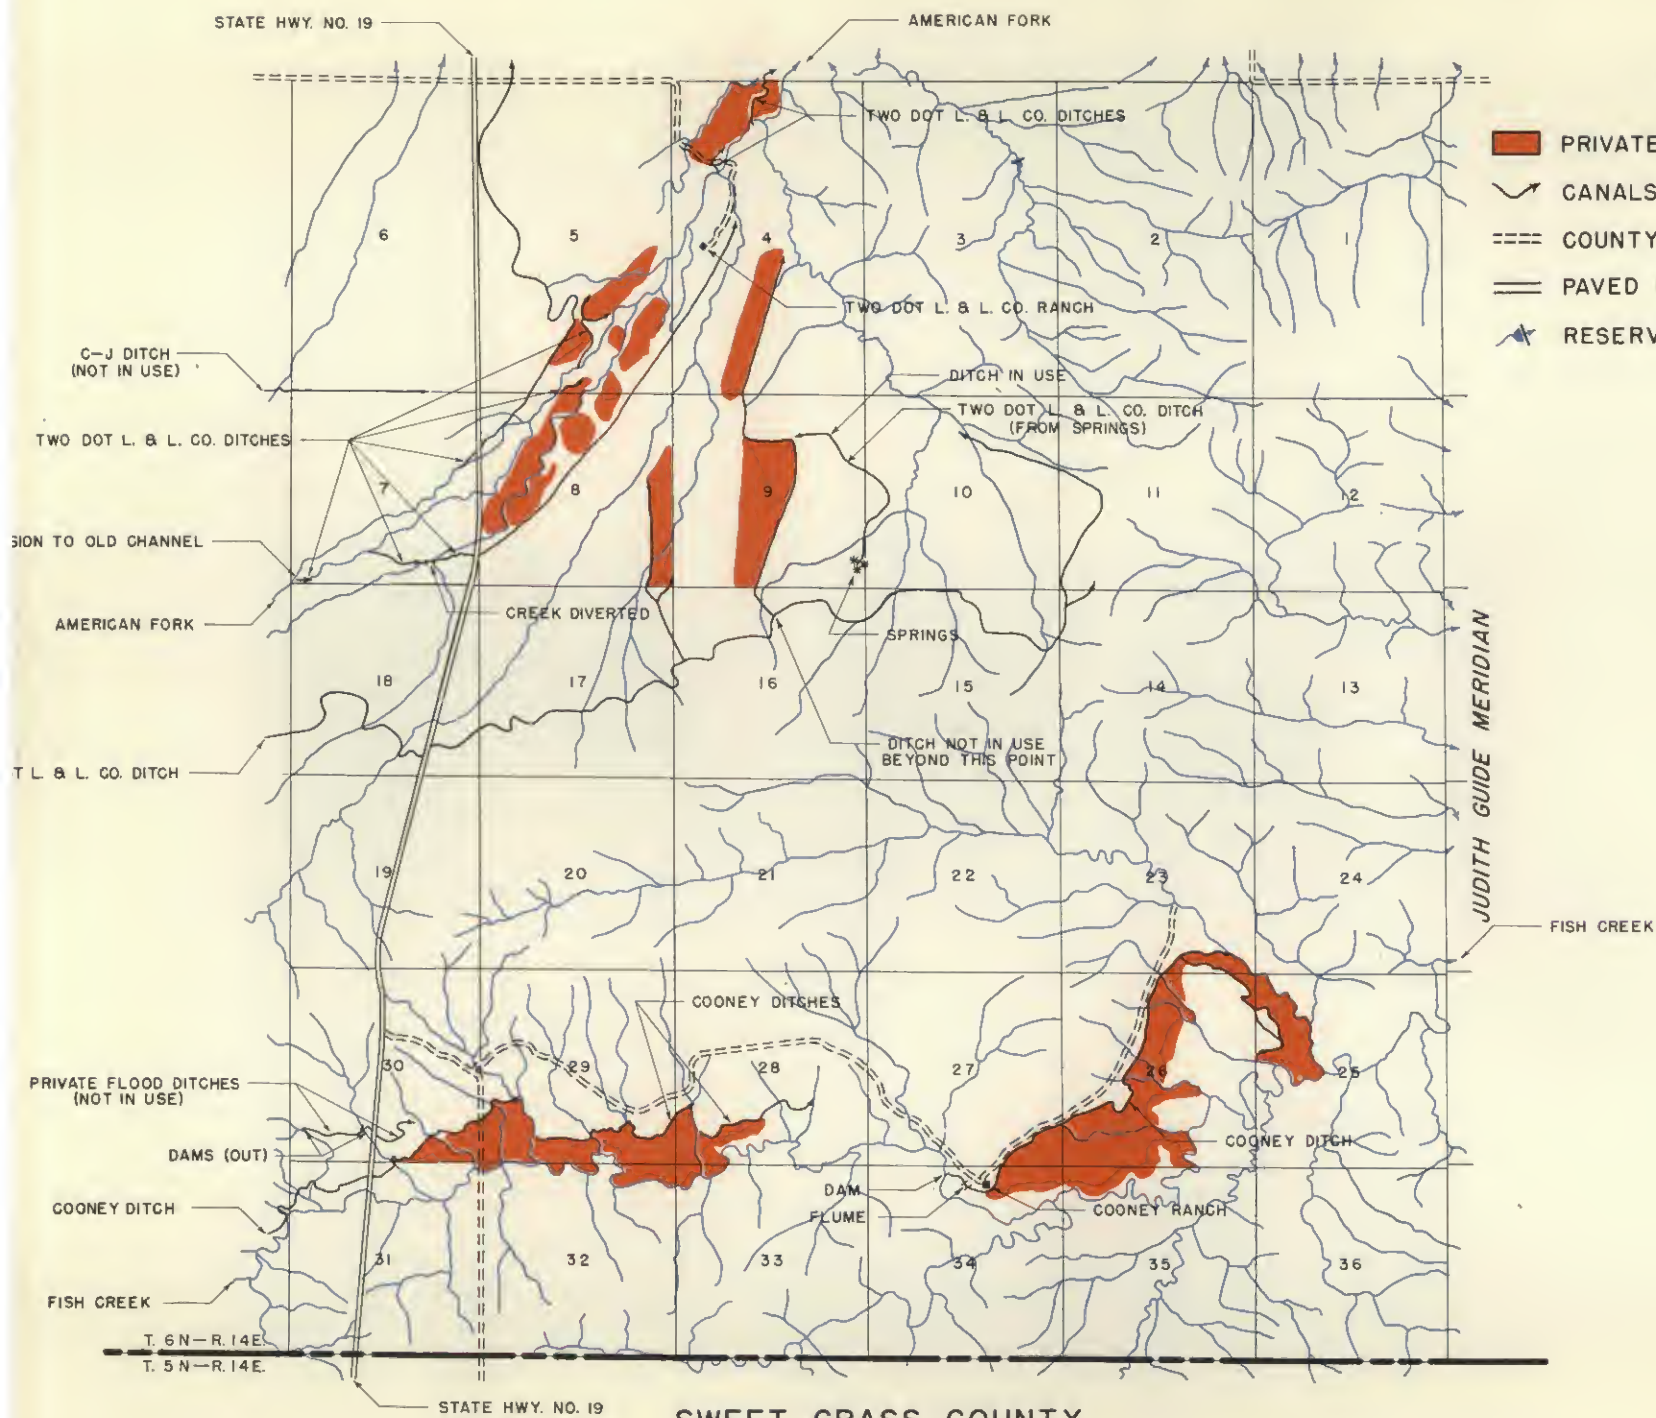 STATE HWY. NO. 19
AMERICAN FORK
TWO DOT L. & L. CO. DITCHES
PRIVATE
CANALS
COUNTY
PAVED
RESERV
6
5
4
3
2
1
TWO DOT L. & L. CO. RANCH
C-J DITCH
(NOT IN USE)
DITCH IN USE
TWO DOT L. & L. CO. DITCH
(FROM SPRINGS)
TWO DOT L. & L. CO. DITCHES
7
8
9
10
11
12
SION TO OLD CHANNEL
CREEK DIVERTED
AMERICAN FORK
SPRINGS
JUDITH GUIDE MERIDIAN
18
17
16
15
14
13
DITCH NOT IN USE
BEYOND THIS POINT
T L. & L. CO. DITCH
19
20
21
22
23
24
FISH CREEK
COONEY DITCHES
30
29
28
27
26
25
PRIVATE FLOOD DITCHES
(NOT IN USE)
DAMS (OUT)
COONEY DITCH
DAM
FLUME
COONEY RANCH
COONEY DITCH
31
32
33
34
35
36
FISH CREEK
T. 6 N-R. 14 E.
T. 5 N-R. 14 E.
STATE HWY. NO. 19
SWEET GRASS COUNTY